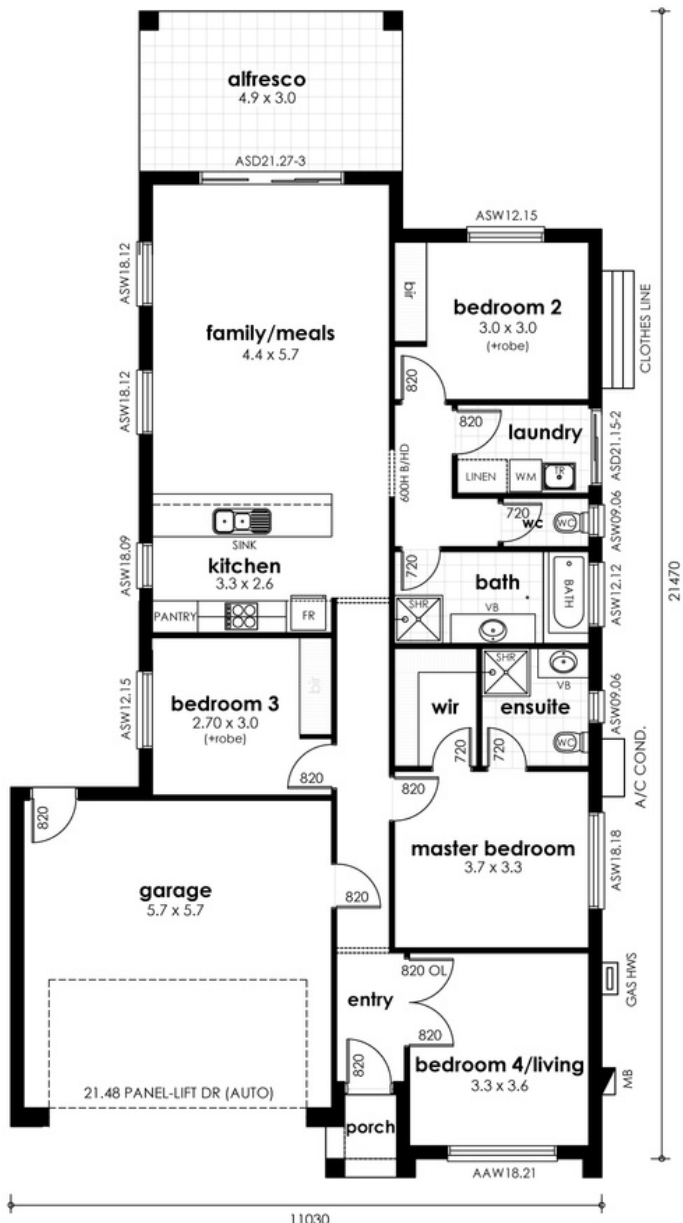 alfresco
4.9 x 3.0
ASD21.27-3
ASW12.15
ASW18.12
bir
bedroom 2
3.0 x 3.0
(+robe)
CLOTHES LINE
family/meals
4.4 x 5.7
820
ASW18.12
820
laundry
ASD21.15-2
LINEN
WM
TR
600H B/HD
720
wc
WC
ASW09.06
SINK
ASW18.09
kitchen
3.3 x 2.6
720
bath
BATH
ASW12.12
SHR
VB
PANTRY
FR
21470
bedroom 3
2.70 x 3.0
(+robe)
bir
ASW12.15
wir
SHR
VB
ensuite
WC
ASW09.06
720
720
A/C COND.
820
820
820
master bedroom
3.7 x 3.3
ASW18.18
garage
5.7 x 5.7
820
820 OL
entry
820
GAS HWS
820
bedroom 4/living
3.3 x 3.6
MB
21.48 PANEL-LIFT DR (AUTO)
porch
AAW18.21
11030